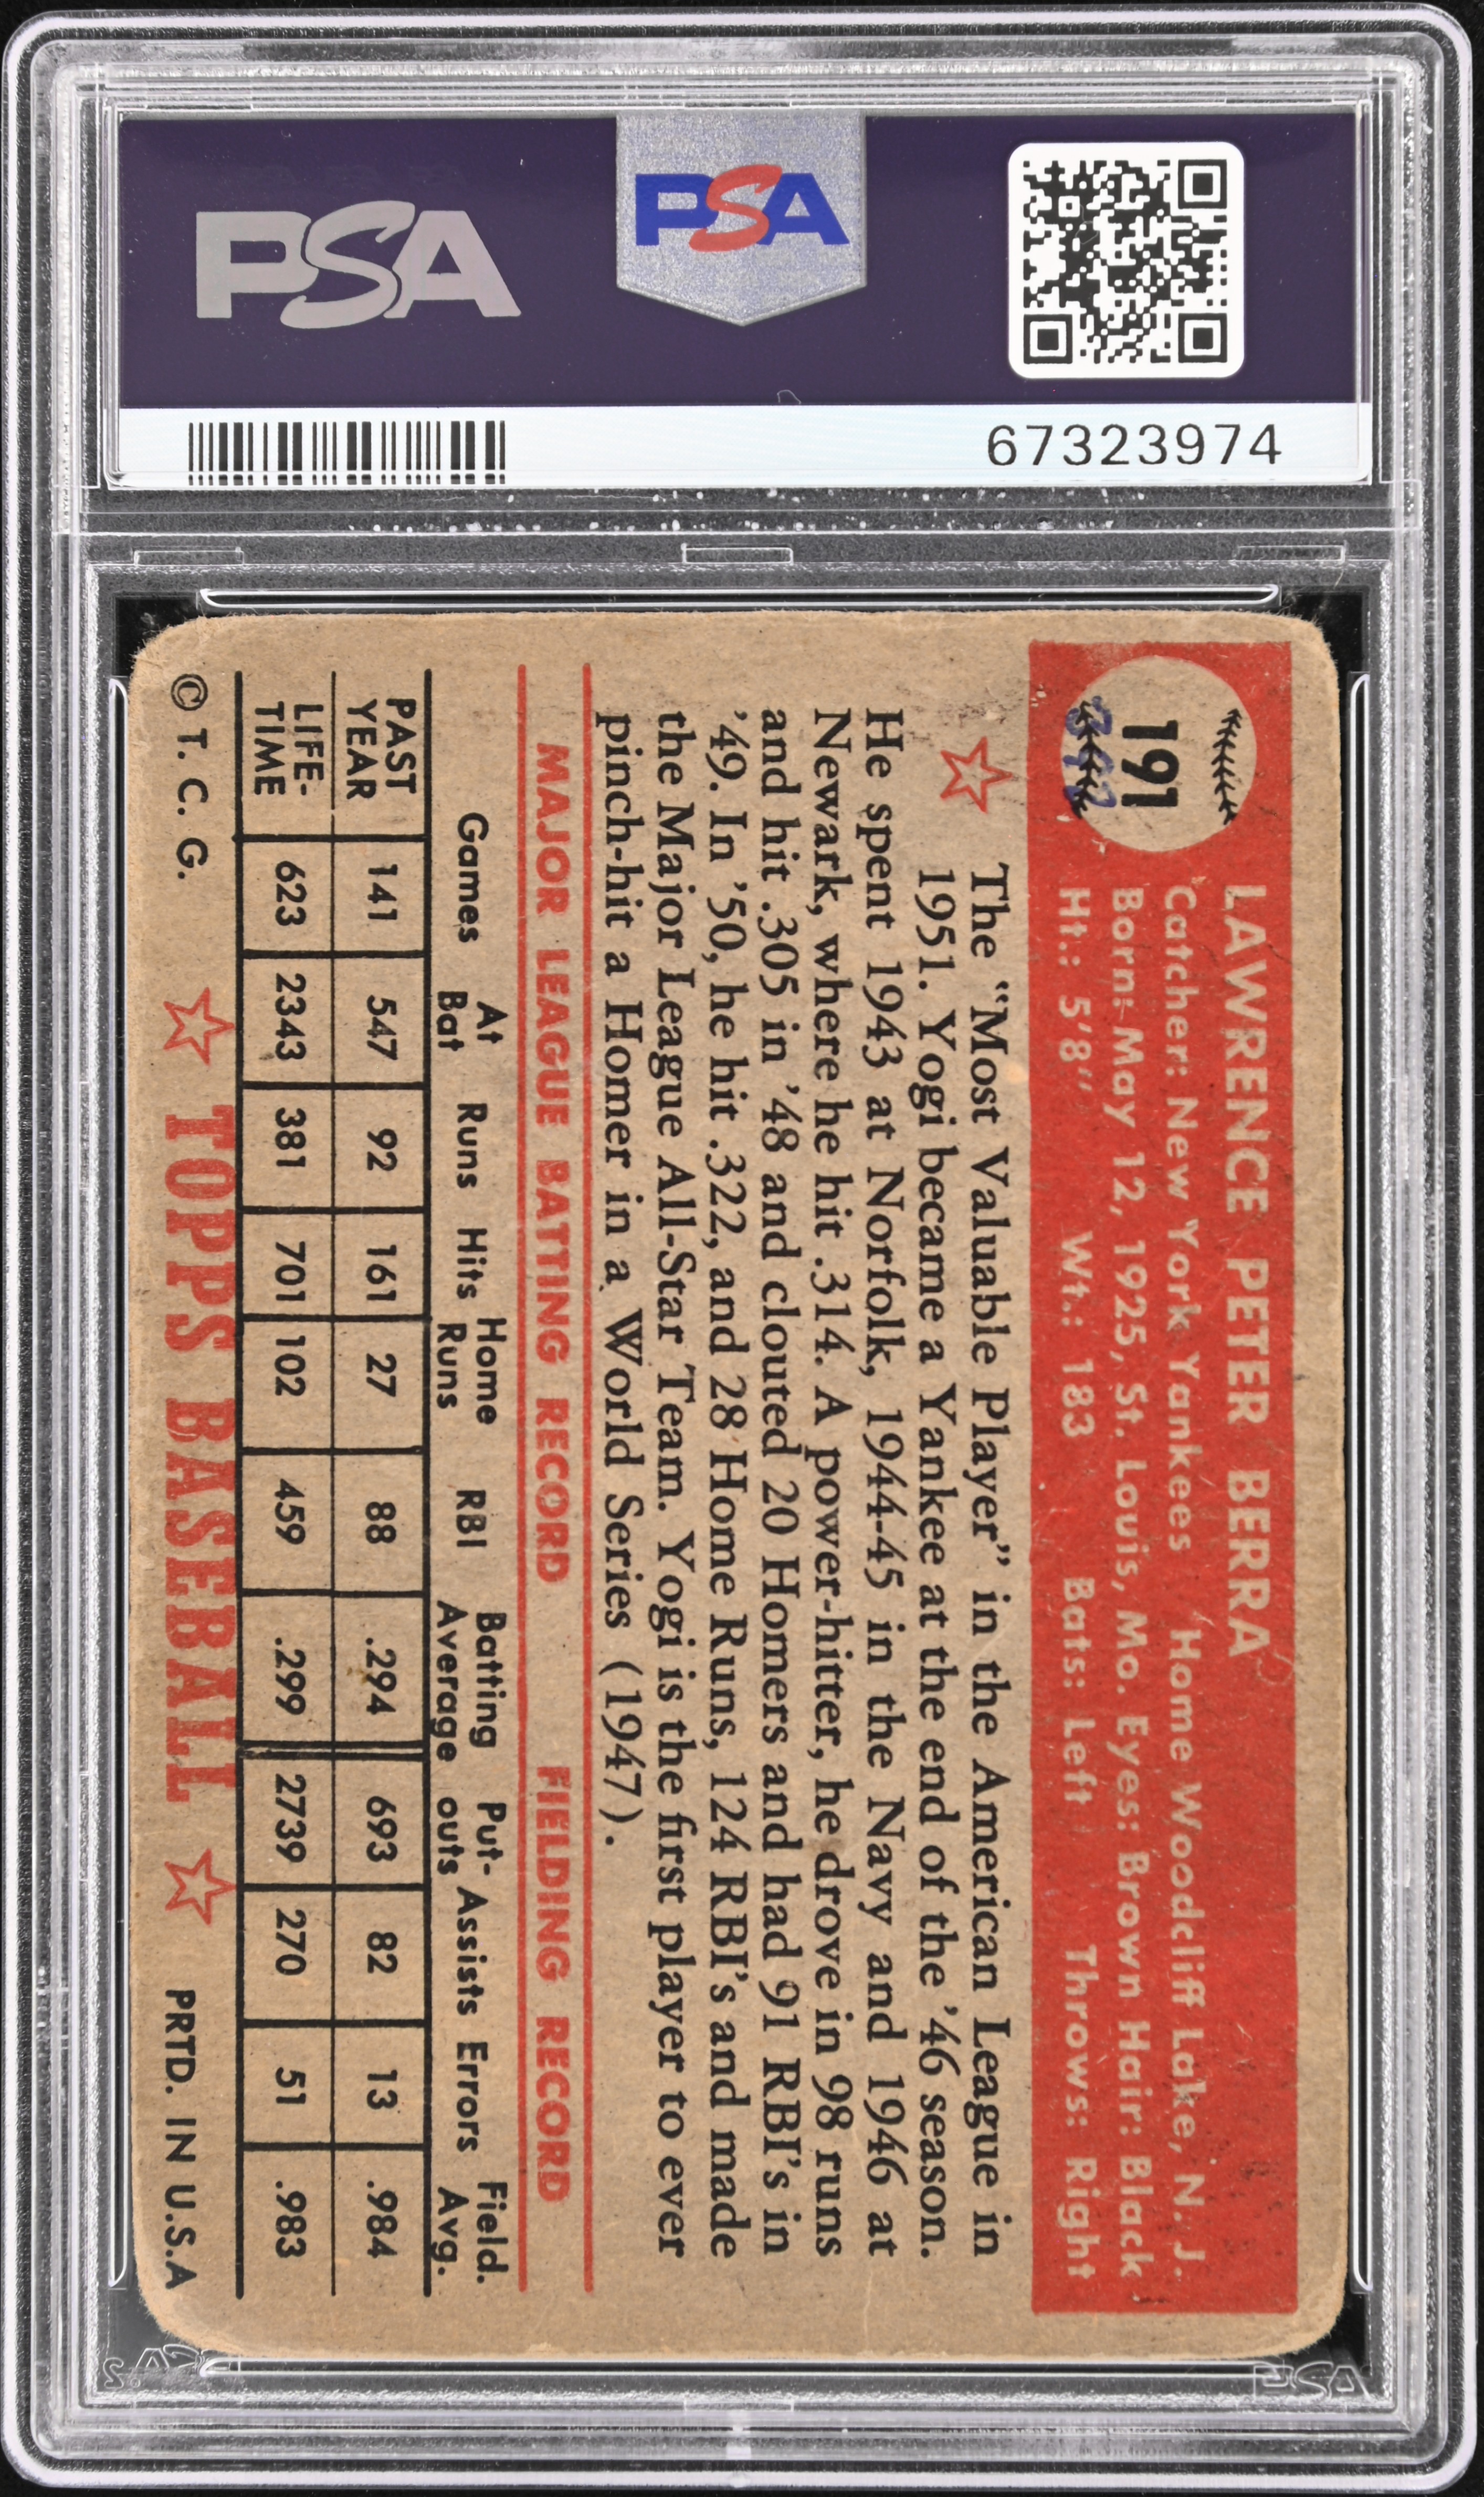 PSA
PSA
67323974
191
LAWRENCE PETER BERRA
Catcher: New York Yankees Home Woodcliff Lake, N. J.
Born: May 12, 1925, St. Louis, Mo. Eyes: Brown Hair: Black
Ht.: 5'8" Wt.: 183 Bats: Left Throws: Right
The "Most Valuable Player" in the American League in
1951. Yogi became a Yankee at the end of the '46 season.
He spent 1943 at Norfolk, 1944-45 in the Navy and 1946 at
Newark, where he hit .314. A power-hitter, he drove in 98 runs
and hit .305 in '48 and clouted 20 Homers and had 91 RBI's in
'49. In '50, he hit .322, and 28 Home Runs, 124 RBI's and made
the Major League All-Star Team. Yogi is the first player to ever
pinch-hit a Homer in a World Series (1947).
MAJOR LEAGUE BATTING RECORD FIELDING RECORD
Games At Bat Runs Hits Home Runs RBI Batting Average Put-outs Assists Errors Field. Avg.
PAST YEAR 141 547 92 161 27 88 .294 693 82 13 .984
LIFE-TIME 623 2343 381 701 102 459 .299 2739 270 51 .983
© T. C. G. TOPPS BASEBALL PRTD. IN U.S.A
PSA
PSA